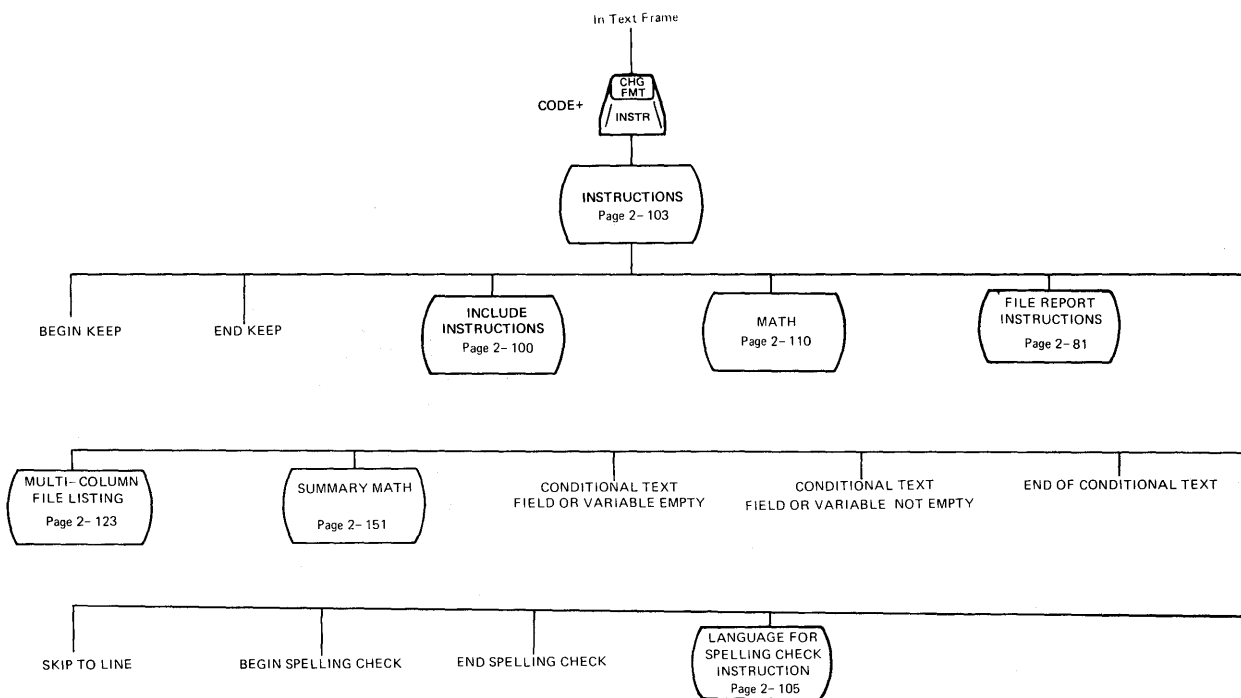 In Text Frame
CHG
FMT
CODE+
INSTR
INSTRUCTIONS
Page 2-103
BEGIN KEEP
END KEEP
INCLUDE
INSTRUCTIONS
Page 2-100
MATH
Page 2-110
FILE REPORT
INSTRUCTIONS
Page 2-81
MULTI-COLUMN
FILE LISTING
Page 2-123
SUMMARY MATH
Page 2-151
CONDITIONAL TEXT
FIELD OR VARIABLE EMPTY
CONDITIONAL TEXT
FIELD OR VARIABLE NOT EMPTY
END OF CONDITIONAL TEXT
SKIP TO LINE
BEGIN SPELLING CHECK
END SPELLING CHECK
LANGUAGE FOR
SPELLING CHECK
INSTRUCTION
Page 2-105